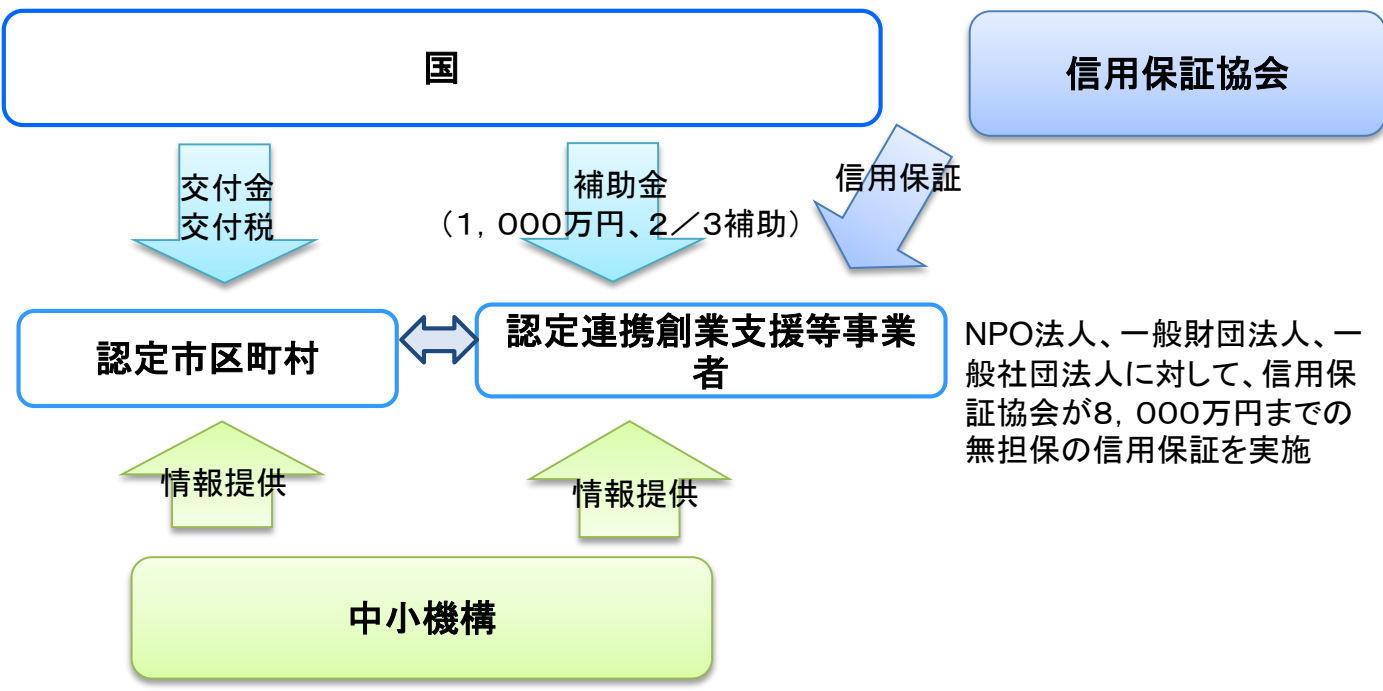 国
信用保証協会
交付金
交付税
補助金
（１，０００万円、２／３補助）
信用保証
認定市区町村
認定連携創業支援等事業
者
NPO法人、一般財団法人、一
般社団法人に対して、信用保
証協会が８，０００万円までの
無担保の信用保証を実施
情報提供
情報提供
中小機構